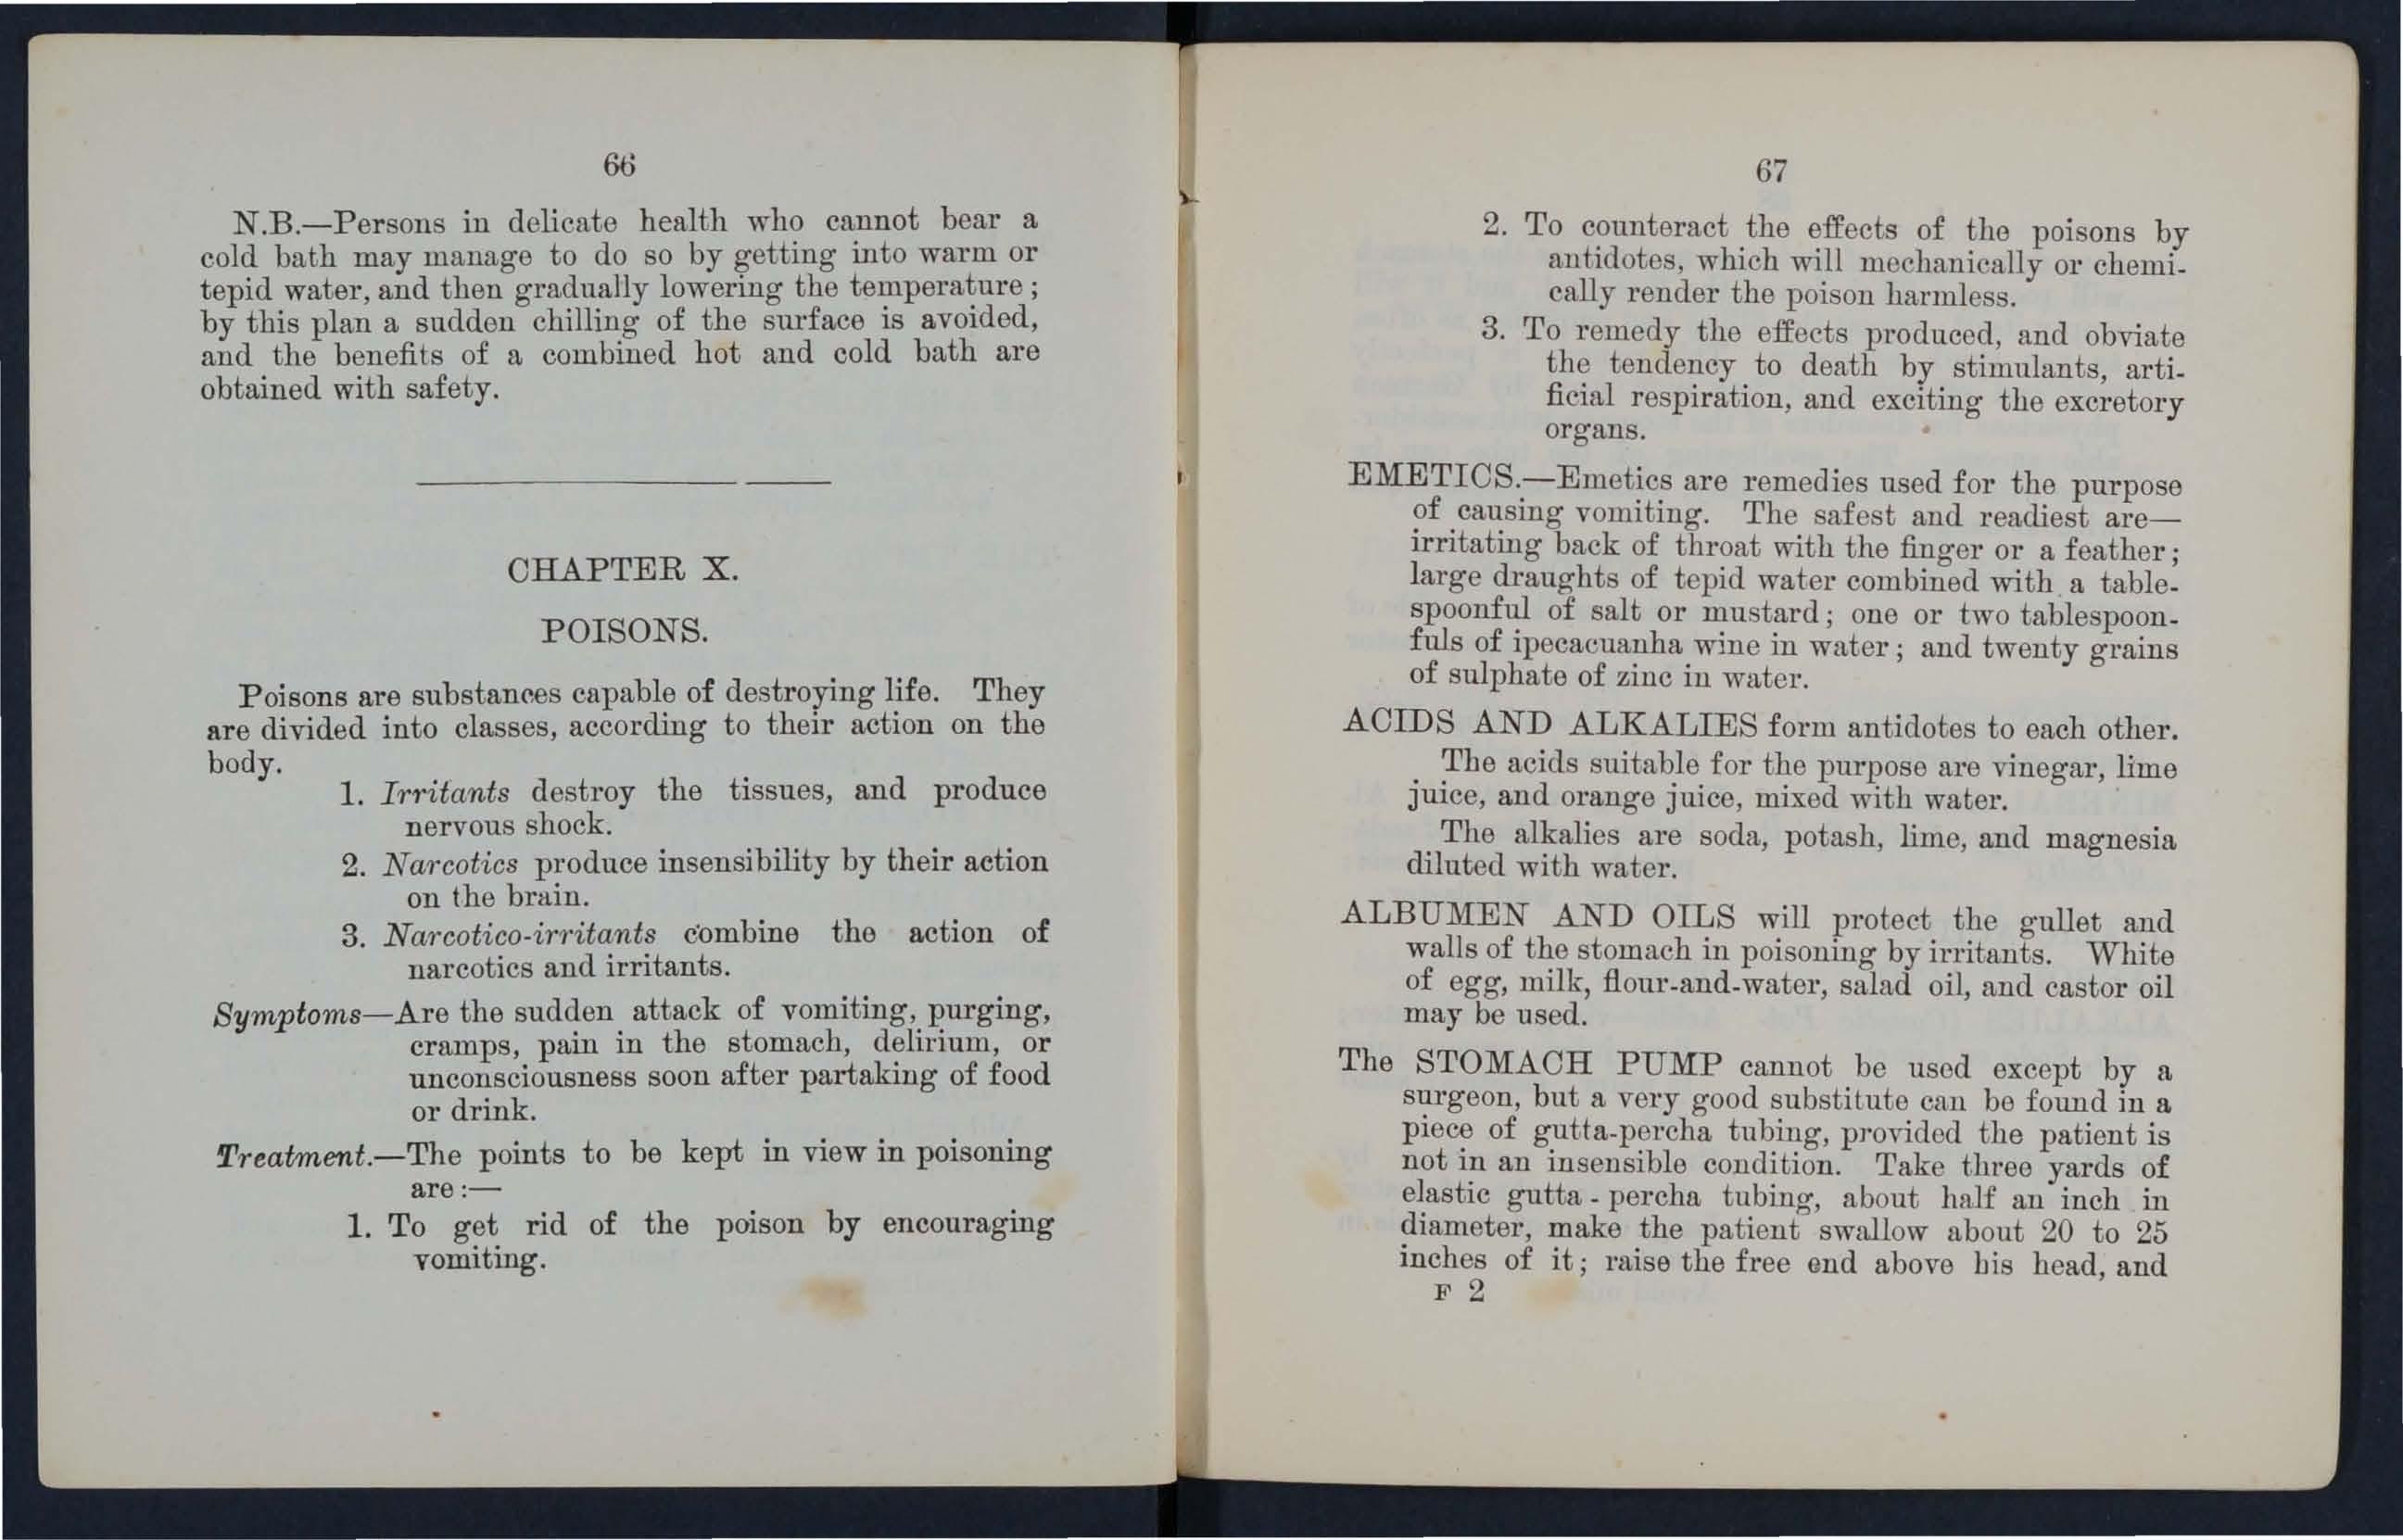 66
N.B.—Persons in delicate health who cannot bear a
cold bath may manage to do so by getting into warm or
tepid water, and then gradually lowering the temperature ;
by this plan a sudden chilling of the surface is avoided,
and the benefits of a combined hot and cold bath are
obtained with safety.
CHAPTER X.
POISONS.
Poisons are substances capable of destroying life. They
are divided into classes, according to their action on the
body.
1. Irritants destroy the tissues, and produce
nervous shock.
2. Narcotics produce insensibility by their action
on the brain.
3. Narcotico-irritants combine the action of
narcotics and irritants.
Symptoms—Are the sudden attack of vomiting, purging,
cramps, pain in the stomach, delirium, or
unconsciousness soon after partaking of food
or drink.
Treatment.—The points to be kept in view in poisoning
are :—
1. To get rid of the poison by encouraging
vomiting.
67
2. To counteract the effects of the poisons by
antidotes, which will mechanically or chemi-
cally render the poison harmless.
3. To remedy the effects produced, and obviate
the tendency to death by stimulants, arti-
ficial respiration, and exciting the excretory
organs.
EMETICS.—Emetics are remedies used for the purpose
of causing vomiting. The safest and readiest are—
irritating back of throat with the finger or a feather ;
large draughts of tepid water combined with a table-
spoonful of salt or mustard ; one or two tablespoon-
fuls of ipecacuanha wine in water ; and twenty grains
of sulphate of zinc in water.
ACIDS AND ALKALIES form antidotes to each other.
The acids suitable for the purpose are vinegar, lime
juice, and orange juice, mixed with water.
The alkalies are soda, potash, lime, and magnesia
diluted with water.
ALBUMEN AND OILS will protect the gullet and
walls of the stomach in poisoning by irritants. White
of egg, milk, flour-and-water, salad oil, and castor oil
may be used.
The STOMACH PUMP cannot be used except by a
surgeon, but a very good substitute can be found in a
piece of gutta-percha tubing, provided the patient is
not in an insensible condition. Take three yards of
elastic gutta - percha tubing, about half an inch in
diameter, make the patient swallow about 20 to 25
inches of it ; raise the free end above his head, and
F 2